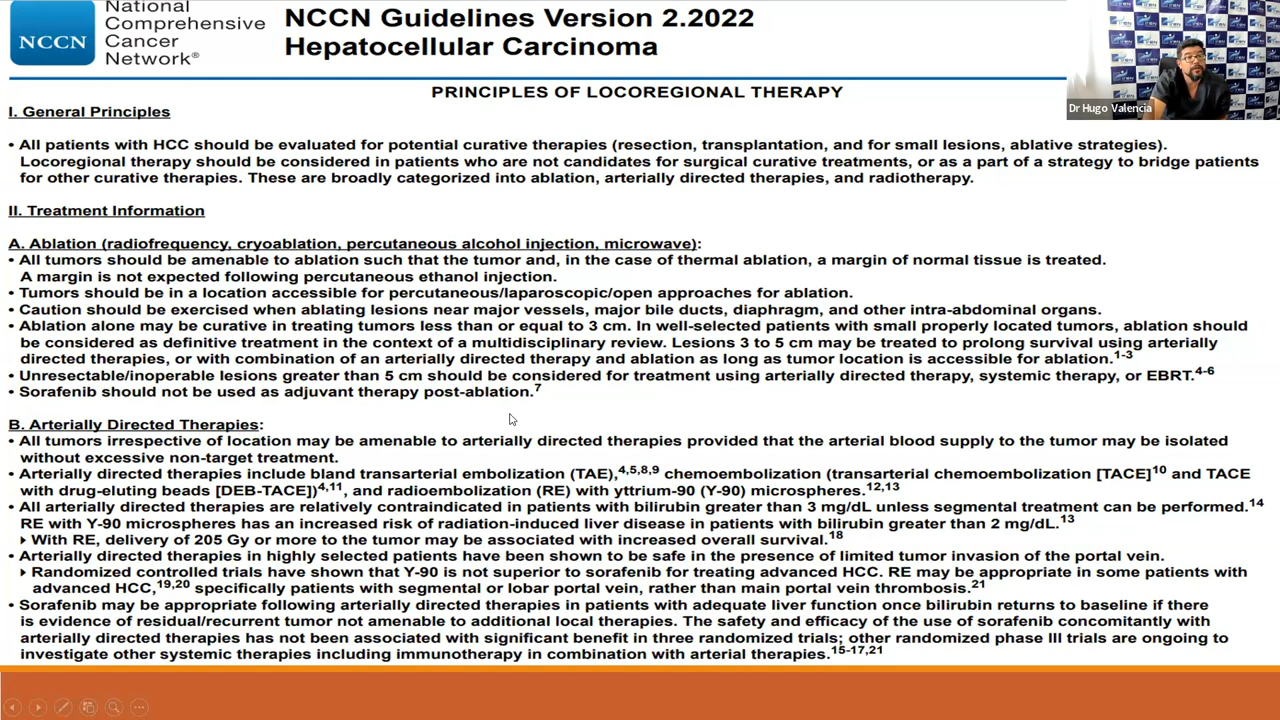 National
Comprehensive
Cancer
Network®
NCCN
NCCN Guidelines Version 2.2022
Hepatocellular Carcinoma
Dr Hugo Valencia
PRINCIPLES OF LOCOREGIONAL THERAPY
I. General Principles
• All patients with HCC should be evaluated for potential curative therapies (resection, transplantation, and for small lesions, ablative strategies).
Locoregional therapy should be considered in patients who are not candidates for surgical curative treatments, or as a part of a strategy to bridge patients
for other curative therapies. These are broadly categorized into ablation, arterially directed therapies, and radiotherapy.
II. Treatment Information
A. Ablation (radiofrequency, cryoablation, percutaneous alcohol injection, microwave):
• All tumors should be amenable to ablation such that the tumor and, in the case of thermal ablation, a margin of normal tissue is treated.
A margin is not expected following percutaneous ethanol injection.
• Tumors should be in a location accessible for percutaneous/laparoscopic/open approaches for ablation.
• Caution should be exercised when ablating lesions near major vessels, major bile ducts, diaphragm, and other intra-abdominal organs.
• Ablation alone may be curative in treating tumors less than or equal to 3 cm. In well-selected patients with small properly located tumors, ablation should
be considered as definitive treatment in the context of a multidisciplinary review. Lesions 3 to 5 cm may be treated to prolong survival using arterially
directed therapies, or with combination of an arterially directed therapy and ablation as long as tumor location is accessible for ablation.1-3
• Unresectable/inoperable lesions greater than 5 cm should be considered for treatment using arterially directed therapy, systemic therapy, or EBRT.4-6
• Sorafenib should not be used as adjuvant therapy post-ablation.7
B. Arterially Directed Therapies:
• All tumors irrespective of location may be amenable to arterially directed therapies provided that the arterial blood supply to the tumor may be isolated
without excessive non-target treatment.
• Arterially directed therapies include bland transarterial embolization (TAE),4,5,8,9 chemoembolization (transarterial chemoembolization [TACE]10 and TACE
with drug-eluting beads [DEB-TACE])4,11, and radioembolization (RE) with yttrium-90 (Y-90) microspheres.12,13
• All arterially directed therapies are relatively contraindicated in patients with bilirubin greater than 3 mg/dL unless segmental treatment can be performed.14
RE with Y-90 microspheres has an increased risk of radiation-induced liver disease in patients with bilirubin greater than 2 mg/dL.13
‣ With RE, delivery of 205 Gy or more to the tumor may be associated with increased overall survival.18
• Arterially directed therapies in highly selected patients have been shown to be safe in the presence of limited tumor invasion of the portal vein.
‣ Randomized controlled trials have shown that Y-90 is not superior to sorafenib for treating advanced HCC. RE may be appropriate in some patients with
advanced HCC,19,20 specifically patients with segmental or lobar portal vein, rather than main portal vein thrombosis.21
• Sorafenib may be appropriate following arterially directed therapies in patients with adequate liver function once bilirubin returns to baseline if there
is evidence of residual/recurrent tumor not amenable to additional local therapies. The safety and efficacy of the use of sorafenib concomitantly with
arterially directed therapies has not been associated with significant benefit in three randomized trials; other randomized phase III trials are ongoing to
investigate other systemic therapies including immunotherapy in combination with arterial therapies.15-17,21